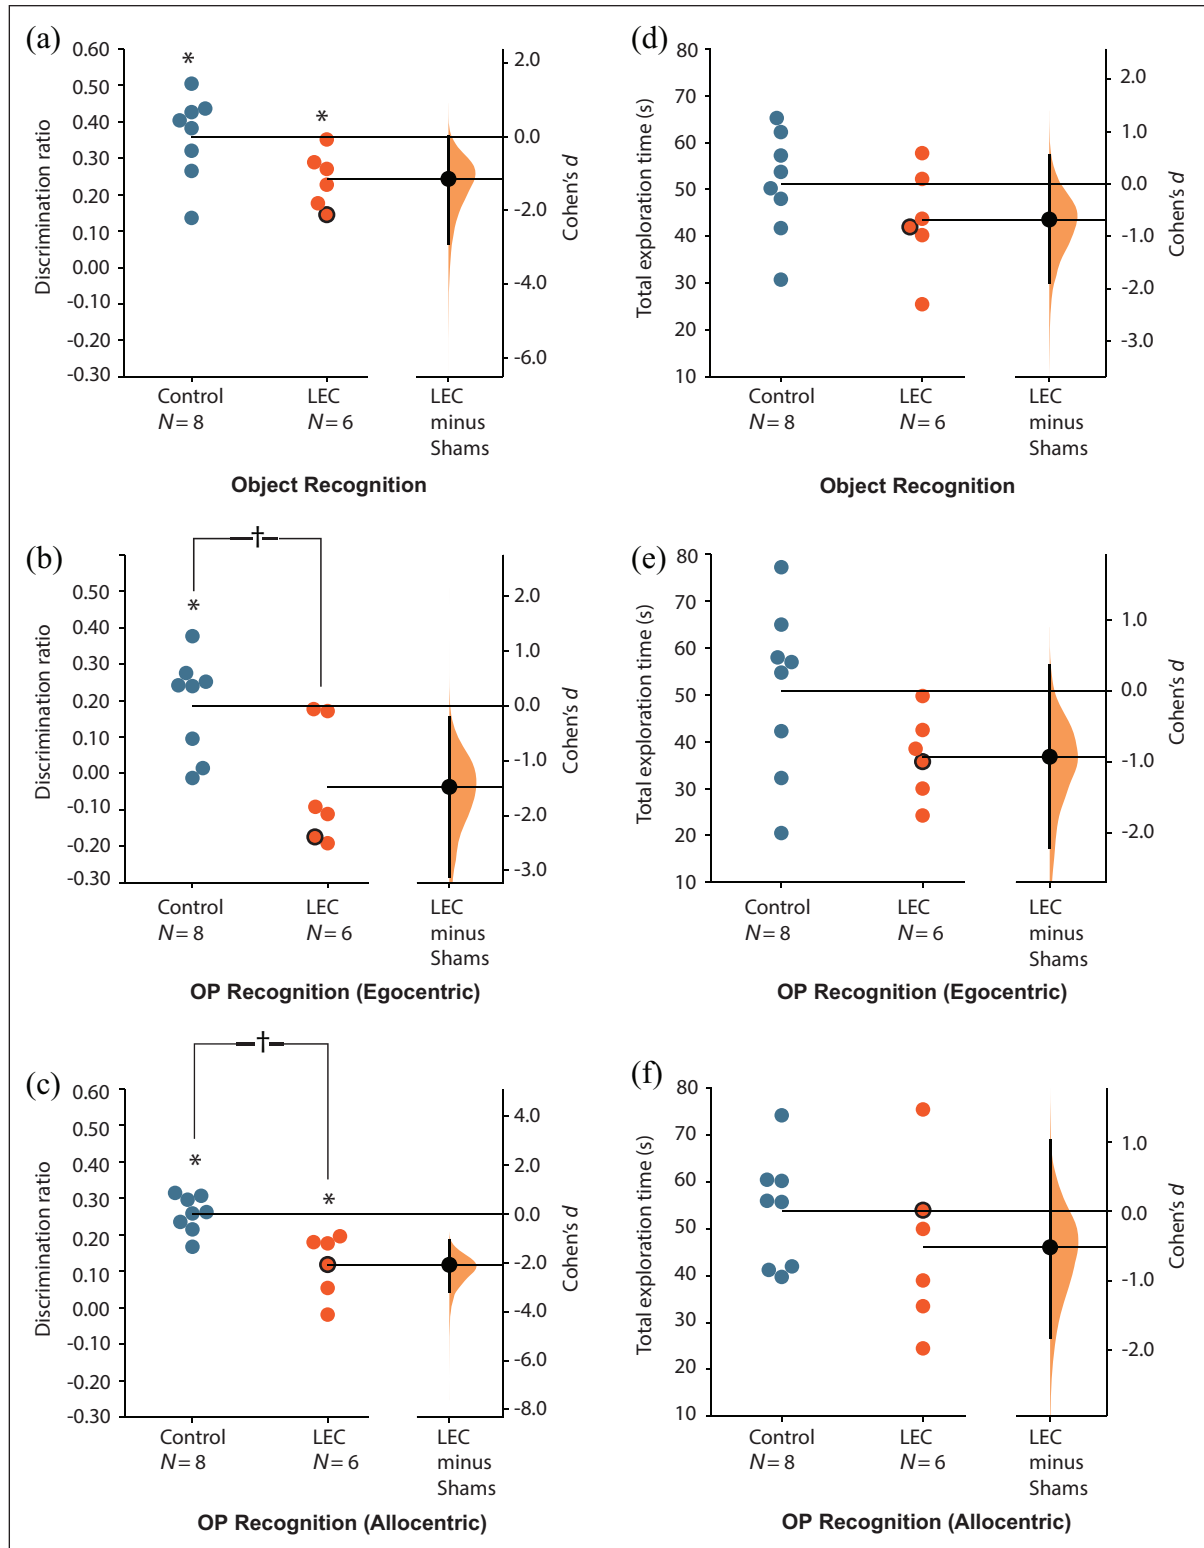 (a)
0.60
0.50
0.40
0.30
0.20
0.10
0.00
-0.10
-0.20
-0.30
Discrimination ratio
*
*
2.0
0.0
-2.0
-4.0
-6.0
Cohen's d
Control
N = 8
LEC
N = 6
LEC
minus
Shams
Object Recognition
(d)
80
70
60
50
40
30
20
10
Total exploration time (s)
2.0
1.0
0.0
-1.0
-2.0
-3.0
Cohen's d
Control
N = 8
LEC
N = 6
LEC
minus
Shams
Object Recognition
(b)
0.50
0.40
0.30
0.20
0.10
0.00
-0.10
-0.20
-0.30
Discrimination ratio
†
*
2.0
1.0
0.0
-1.0
-2.0
-3.0
Cohen's d
Control
N = 8
LEC
N = 6
LEC
minus
Shams
OP Recognition (Egocentric)
(e)
80
70
60
50
40
30
20
10
Total exploration time (s)
1.0
0.0
-1.0
-2.0
Cohen's d
Control
N = 8
LEC
N = 6
LEC
minus
Shams
OP Recognition (Egocentric)
(c)
0.60
0.50
0.40
0.30
0.20
0.10
0.00
-0.10
-0.20
-0.30
Discrimination ratio
†
*
*
4.0
2.0
0.0
-2.0
-4.0
-6.0
-8.0
Cohen's d
Control
N = 8
LEC
N = 6
LEC
minus
Shams
OP Recognition (Allocentric)
(f)
80
70
60
50
40
30
20
10
Total exploration time (s)
1.0
0.0
-1.0
-2.0
Cohen's d
Control
N = 8
LEC
N = 6
LEC
minus
Shams
OP Recognition (Allocentric)